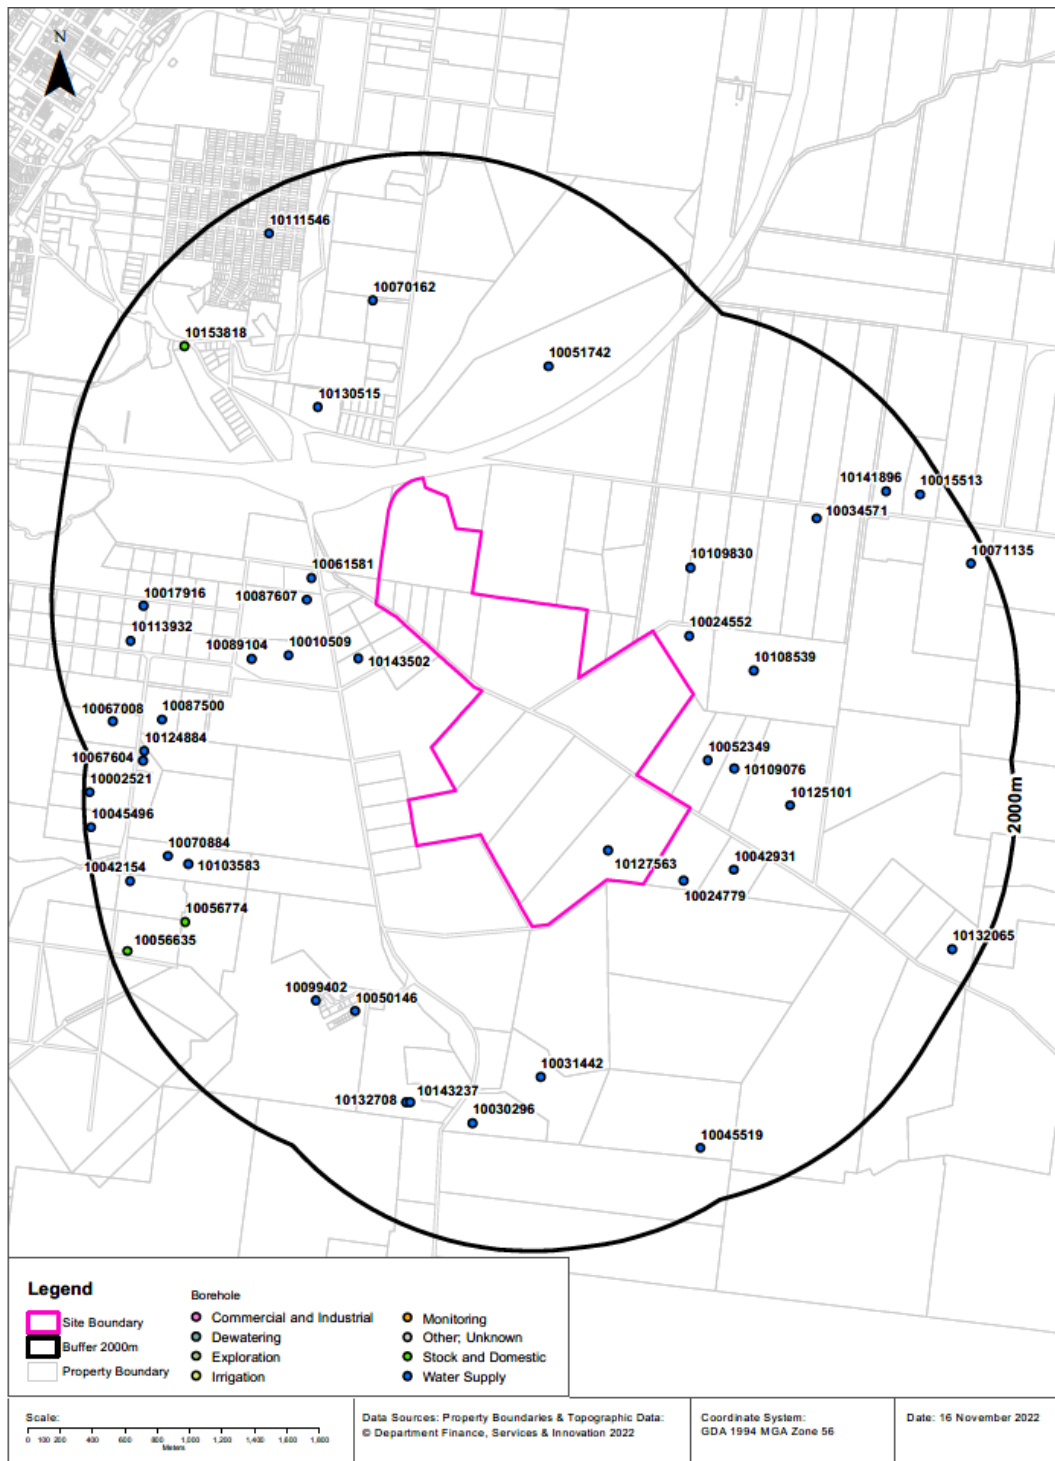 N
10111546
10070162
10153818
10051742
10130515
10141896
10015513
10034571
10071135
10109830
10061581
10087607
10017916
10113932
10024552
10089104
10010509
10143502
10108539
10067008
10087500
10124884
10067604
10052349
10109076
10002521
10125101
2000m
10045496
10070884
10103583
10127563
10042931
10042154
10024779
10056774
10056635
10132065
10099402
10050146
10031442
10132708
10143237
10030296
10045519
Legend
Site Boundary
Buffer 2000m
Property Boundary
Borehole
Commercial and Industrial
Dewatering
Exploration
Irrigation
Monitoring
Other; Unknown
Stock and Domestic
Water Supply
Scale:
0 100 200 400 600 800 1,000 1,200 1,400 1,600 1,800
Meters
Data Sources: Property Boundaries & Topographic Data:
© Department Finance, Services & Innovation 2022
Coordinate System:
GDA 1994 MGA Zone 56
Date: 16 November 2022